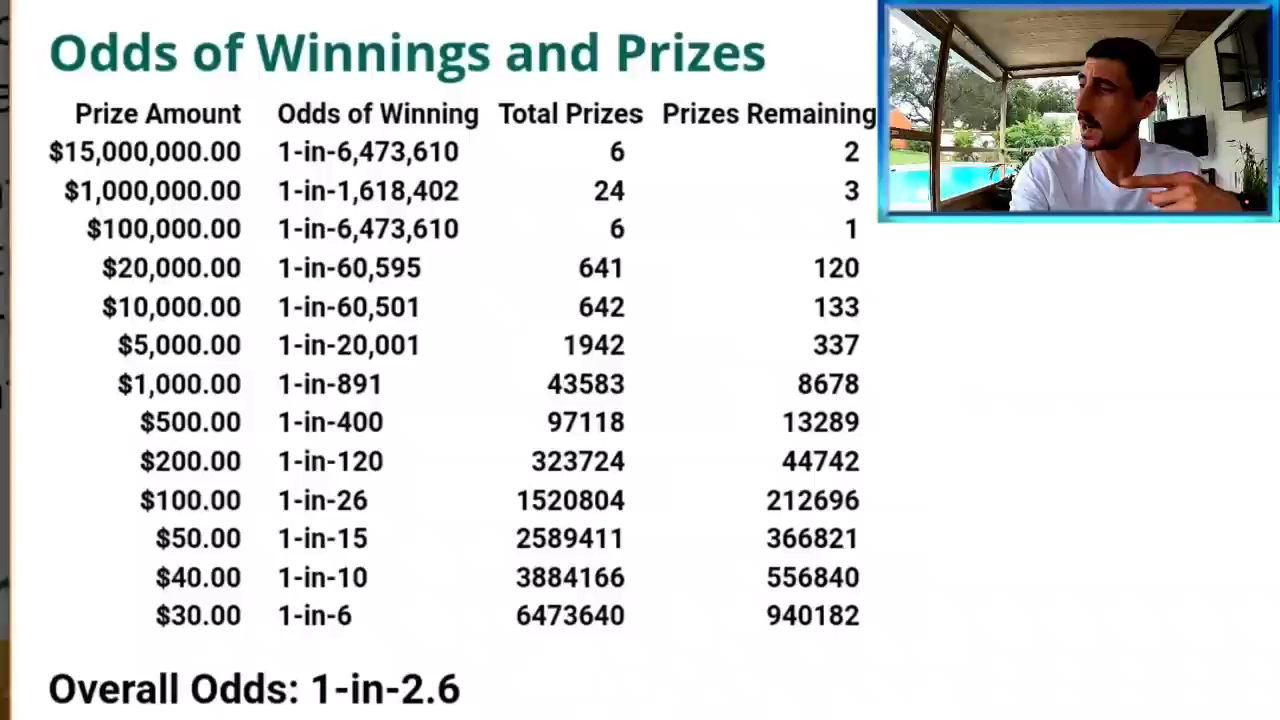 Odds of Winnings and Prizes
Prize Amount Odds of Winning Total Prizes Prizes Remaining
$15,000,000.00 1-in-6,473,610 6 2
$1,000,000.00 1-in-1,618,402 24 3
$100,000.00 1-in-6,473,610 6 1
$20,000.00 1-in-60,595 641 120
$10,000.00 1-in-60,501 642 133
$5,000.00 1-in-20,001 1942 337
$1,000.00 1-in-891 43583 8678
$500.00 1-in-400 97118 13289
$200.00 1-in-120 323724 44742
$100.00 1-in-26 1520804 212696
$50.00 1-in-15 2589411 366821
$40.00 1-in-10 3884166 556840
$30.00 1-in-6 6473640 940182
Overall Odds: 1-in-2.6